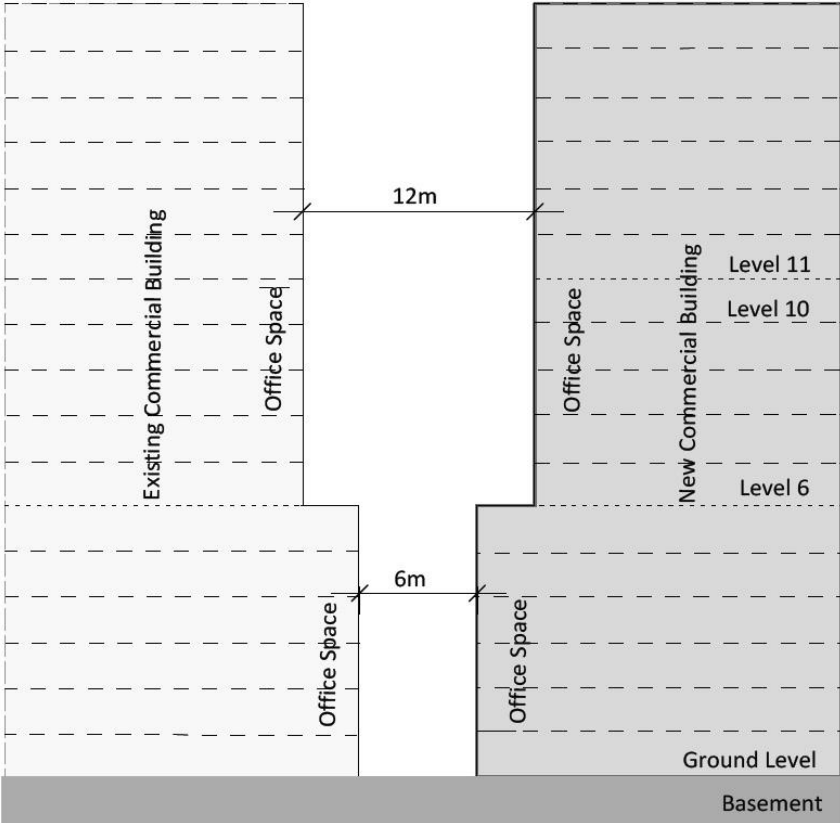 12m
Level 11
Level 10
Existing Commercial Building
Office Space
Office Space
New Commercial Building
Level 6
6m
Office Space
Office Space
Ground Level
Basement